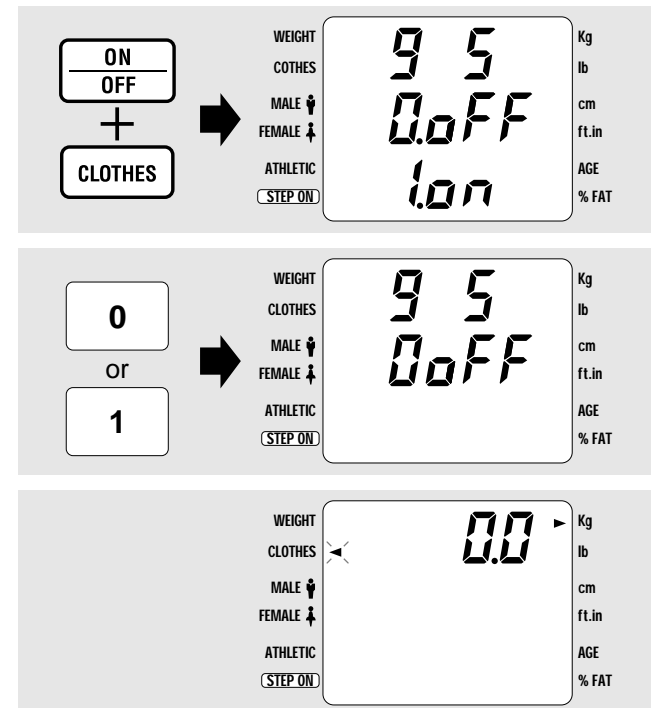 ON
OFF
+
CLOTHES
WEIGHT
COTHES
MALE
FEMALE
ATHLETIC
STEP ON
9 5
0.oFF
1.on
Kg
lb
cm
ft.in
AGE
% FAT
0
or
1
WEIGHT
CLOTHES
MALE
FEMALE
ATHLETIC
STEP ON
9 5
0oFF
Kg
lb
cm
ft.in
AGE
% FAT
WEIGHT
CLOTHES
MALE
FEMALE
ATHLETIC
STEP ON
0.0
Kg
lb
cm
ft.in
AGE
% FAT